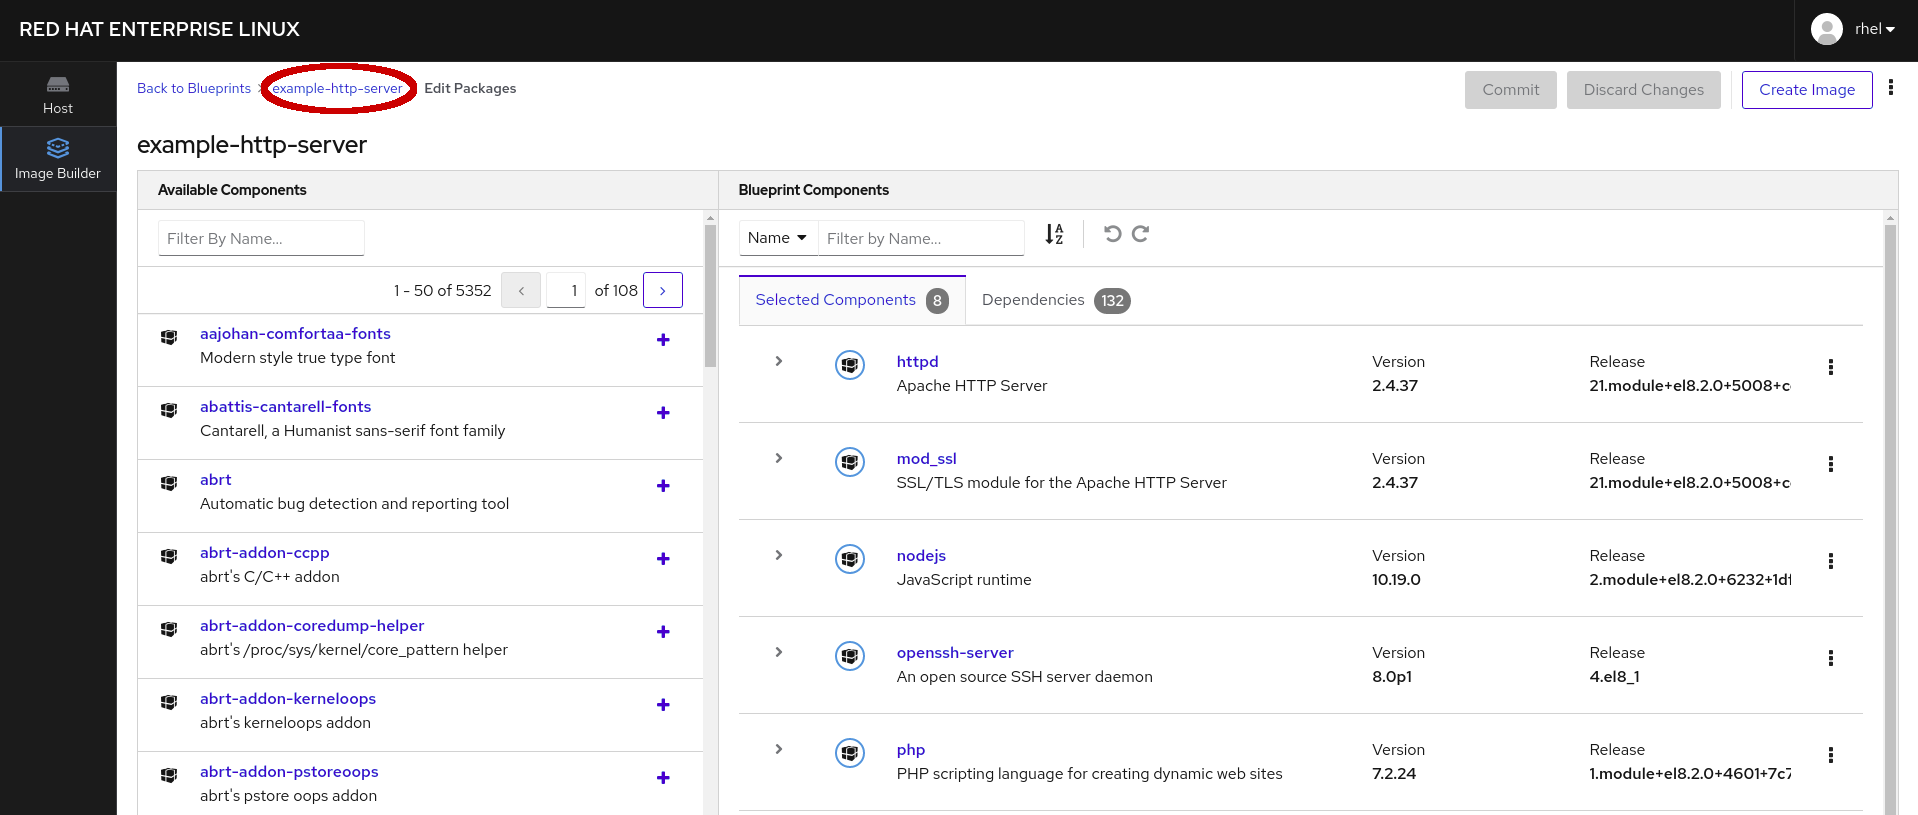 RED HAT ENTERPRISE LINUX
rhel
Host
Image Builder
Back to Blueprints > example-http-server Edit Packages
Commit
Discard Changes
Create Image
example-http-server
Available Components
Filter By Name...
1 - 50 of 5352
1 of 108
aajohan-comfortaa-fonts
Modern style true type font
abattis-cantarell-fonts
Cantarell, a Humanist sans-serif font family
abrt
Automatic bug detection and reporting tool
abrt-addon-ccpp
abrt's C/C++ addon
abrt-addon-coredump-helper
abrt's /proc/sys/kernel/core_pattern helper
abrt-addon-kerneloops
abrt's kerneloops addon
abrt-addon-pstoreoops
abrt's pstore oops addon
Blueprint Components
Name
Filter by Name...
A
Z
Selected Components 8
Dependencies 132
httpd
Apache HTTP Server
Version
2.4.37
Release
21.module+el8.2.0+5008+c
mod_ssl
SSL/TLS module for the Apache HTTP Server
Version
2.4.37
Release
21.module+el8.2.0+5008+c
nodejs
JavaScript runtime
Version
10.19.0
Release
2.module+el8.2.0+6232+1d
openssh-server
An open source SSH server daemon
Version
8.0p1
Release
4.el8_1
php
PHP scripting language for creating dynamic web sites
Version
7.2.24
Release
1.module+el8.2.0+4601+7c7